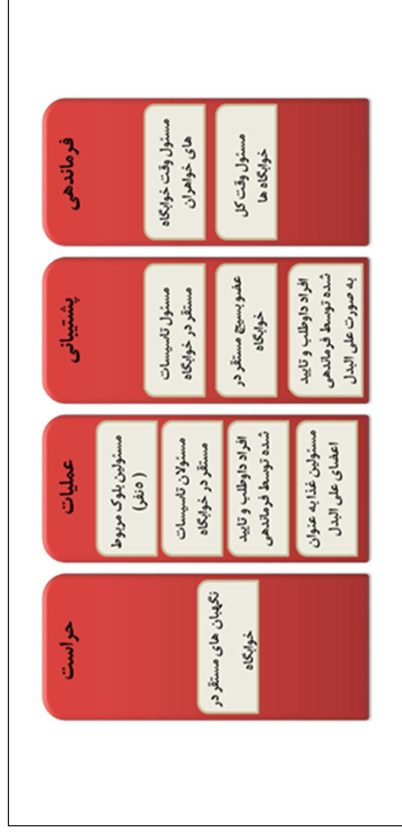 فرماندهی
مسئول وقت خوابگاه
های خواهران
مسئول وقت کل
خوابگاه ها
پشتیبانی
مسئول تاسیسات
مستقر در خوابگاه
عضو بسیج مستقر در
خوابگاه
افراد داوطلب و تایید
شده توسط فرماندهی
به صورت علی البدل
عملیات
مسئولین بلوک مربوط
(۵نفر)
مسئولان تاسیسات
مستقر در خوابگاه
افراد داوطلب و تایید
شده توسط فرماندهی
مسئولین غذا به عنوان
اعضای علی البدل
حراست
نگهبان های مستقر در
خوابگاه